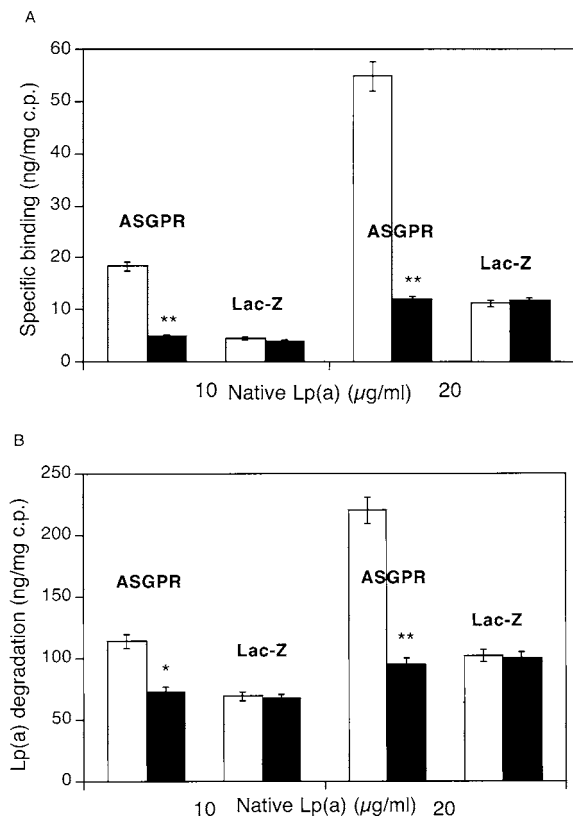 A
Specific binding (ng/mg c.p.)
60
50
40
30
20
10
0
ASGPR
**
Lac-Z
ASGPR
**
Lac-Z
10 Native Lp(a) (µg/ml) 20
B
Lp(a) degradation (ng/mg c.p.)
250
200
150
100
50
0
ASGPR
*
Lac-Z
ASGPR
**
Lac-Z
10 Native Lp(a) (µg/ml) 20